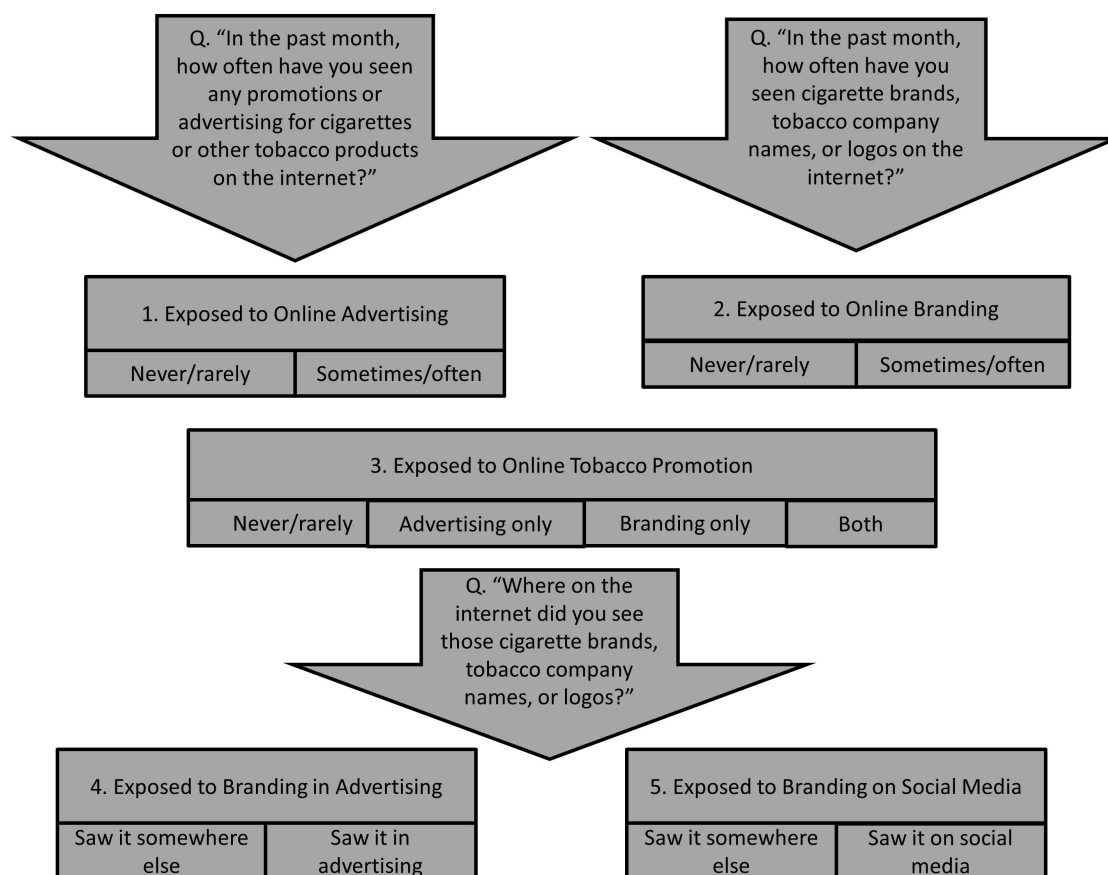 Q. “In the past month,
how often have you seen
any promotions or
advertising for cigarettes
or other tobacco products
on the internet?”
Q. “In the past month,
how often have you
seen cigarette brands,
tobacco company
names, or logos on the
internet?”
1. Exposed to Online Advertising
Never/rarely
Sometimes/often
2. Exposed to Online Branding
Never/rarely
Sometimes/often
3. Exposed to Online Tobacco Promotion
Never/rarely
Advertising only
Branding only
Both
Q. “Where on the
internet did you see
those cigarette brands,
tobacco company
names, or logos?”
4. Exposed to Branding in Advertising
Saw it somewhere
else
Saw it in
advertising
5. Exposed to Branding on Social Media
Saw it somewhere
else
Saw it on social
media